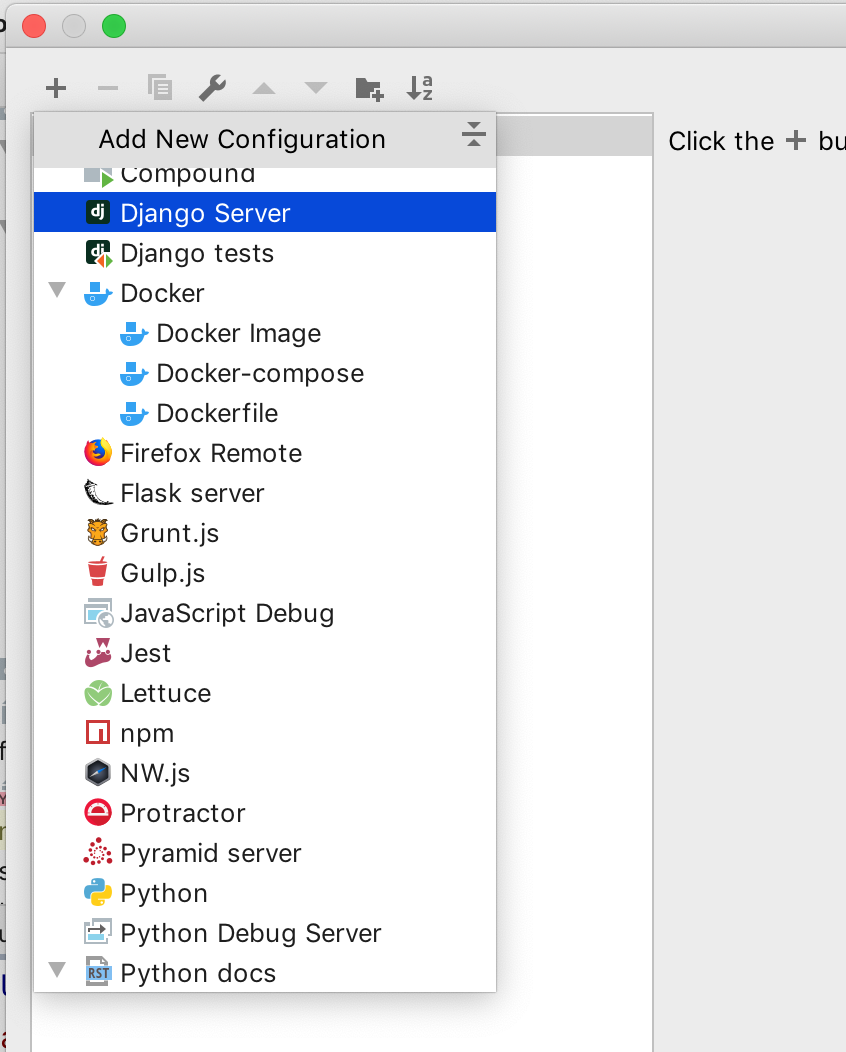 Add New Configuration
Click the + bu
Compound
Django Server
Django tests
Docker
Docker Image
Docker-compose
Dockerfile
Firefox Remote
Flask server
Grunt.js
Gulp.js
JavaScript Debug
Jest
Lettuce
npm
NW.js
Protractor
Pyramid server
Python
Python Debug Server
RST Python docs